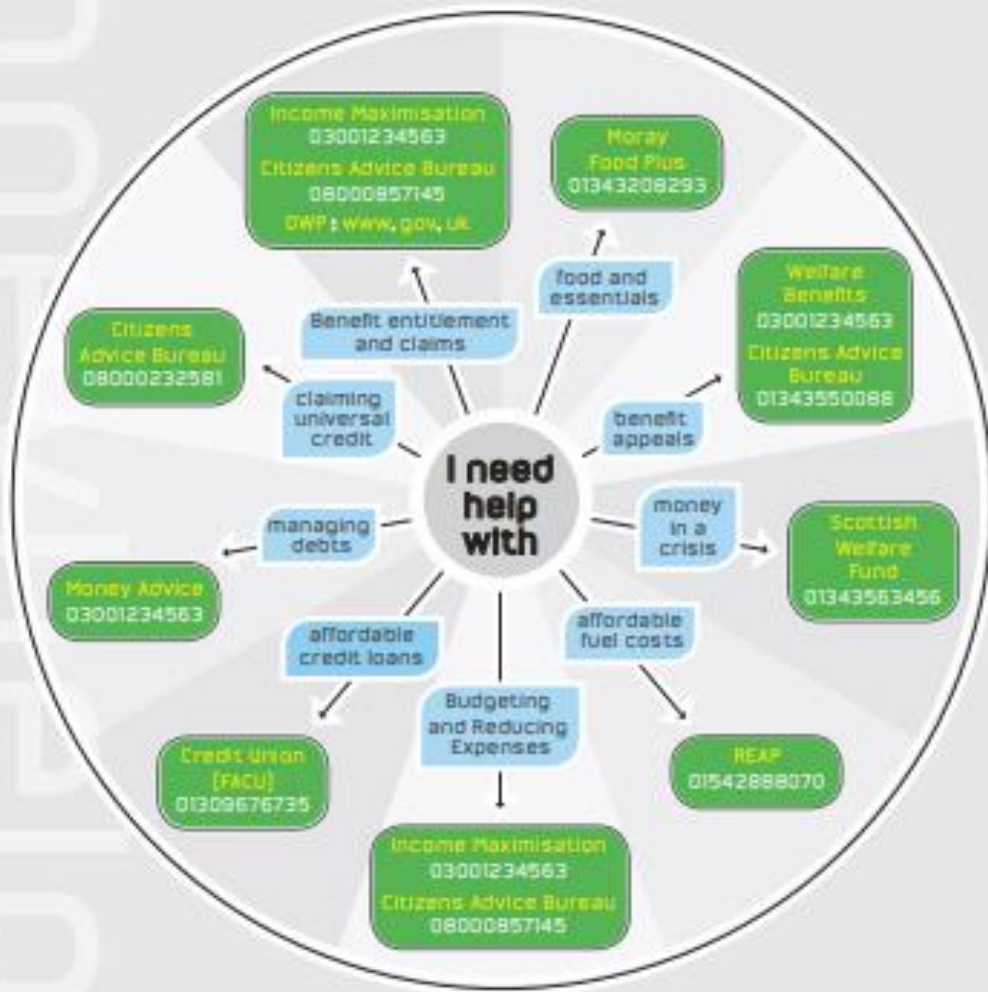 I need
help
with
Benefit entitlement
and claims
Income Maximisation
03001234563
Citizens Advice Bureau
08000857145
DWP: www.gov.uk
food and
essentials
Moray
Food Plus
01343208293
benefit
appeals
Welfare
Benefits
03001234563
Citizens Advice
Bureau
01343550088
money
in a
crisis
Scottish
Welfare
Fund
01343563456
affordable
fuel costs
REAP
01542888070
Budgeting
and Reducing
Expenses
Income Maximisation
03001234563
Citizens Advice Bureau
08000857145
affordable
credit loans
Credit Union
(FACU)
01309676735
managing
debts
Money Advice
03001234563
claiming
universal
credit
Citizens
Advice Bureau
08000232581